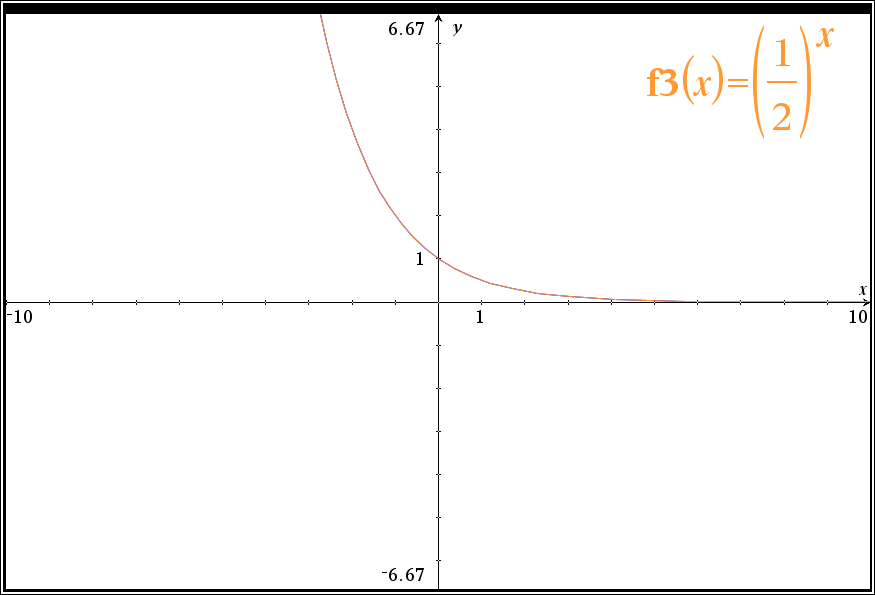 6.67 y
f3(x)=(1/2)^x
1
x
-10 1 10
-6.67